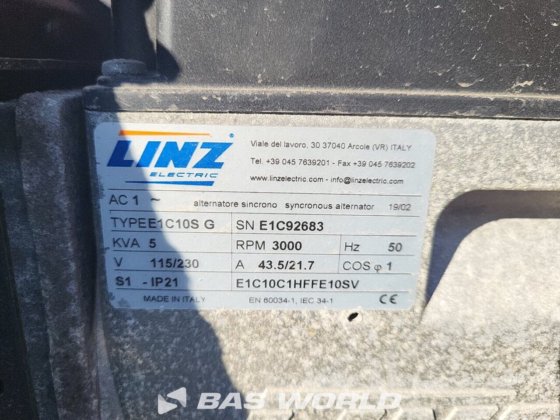 LINZ
ELECTRIC
Viale del lavoro, 30 37040 Arcole (VR) ITALY
Tel. +39 045 7639201 - Fax +39 045 7639202
www.linzelectric.com - info@linzelectric.com
AC 1 ~ alternatore sincrono syncronous alternator 19/02
TYPE E1C10S G SN E1C92683
KVA 5 RPM 3000 Hz 50
V 115/230 A 43.5/21.7 COS φ 1
S1 - IP21 E1C10C1HFFE10SV
MADE IN ITALY EN 60034-1, IEC 34-1 CE
BAS WORLD